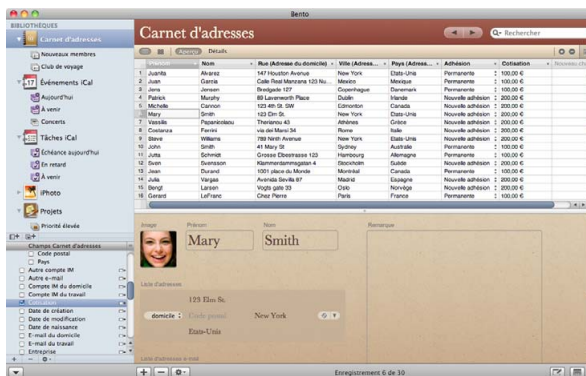 Bento
BIBLIOTHÈQUES
Carnet d'adresses
Nouveaux membres
Club de voyage
Événements iCal
Aujourd'hui
À venir
Concerts
Tâches iCal
Échéance aujourd'hui
En retard
À venir
iPhoto
Projets
Priorité élevée
Champs Carnet d'adresses
Code postal
Pays
Autre compte IM
Autre e-mail
Compte IM du domicile
Compte IM du travail
Cotisation
Date de création
Date de modification
Date de naissance
E-mail du domicile
E-mail du travail
Entreprise
Carnet d'adresses
Rechercher
Aperçu Détails
Prénom Nom Rue (Adresse du domicile) Ville (Adress... Pays (Adress... Adhésion Cotisation Nouveau
1 Juanita Alvarez 147 Houston Avenue New York Etats-Unis Permanente 100,00 €
2 Juan Garcia Calle Real Manzana 123 Nu... Mexico Mexique Permanente 100,00 €
3 Jens Jensen Bredgade 127 Copenhague Danemark Permanente 100,00 €
4 Patrick Murphy 89 Leaveworth Place Dublin Irlande Nouvelle adhésion 200,00 €
5 Michelle Cannon 123 4th St. SW Edmonton Canada Nouvelle adhésion 200,00 €
6 Mary Smith 123 Elm St. New York Etats-Unis Nouvelle adhésion 200,00 €
7 Vassilis Papanicolaou Therianou 43 Athènes Grèce Nouvelle adhésion 200,00 €
8 Costanza Ferrini via dei Marsi 34 Rome Italie Nouvelle adhésion 200,00 €
9 Steve Williams 789 Ninth Avenue New York Etats-Unis Nouvelle adhésion 200,00 €
10 John Smith 41 Mary St Sydney Australie Permanente 100,00 €
11 Jutta Schmidt Grosse Elbestrasse 123 Hambourg Allemagne Permanente 100,00 €
12 Sven Svensson Klammerdammsgatan 4 Stockholm Suède Nouvelle adhésion 200,00 €
13 Jean Durand 1001 place du Monde Montréal Canada Permanente 100,00 €
14 Julia Vargas Avenida Sevilla 87 Madrid Espagne Nouvelle adhésion 200,00 €
15 Bengt Larsen Vogts gate 33 Oslo Norvège Nouvelle adhésion 200,00 €
16 Gerard LeFranc Chez Pierre Paris France Permanente 100,00 €
Image Prénom Nom Remarque
Mary Smith
Liste d'adresses
123 Elm St.
domicile Code postal New York
Etats-Unis
Liste d'adresses e-mail
Enregistrement 6 de 30